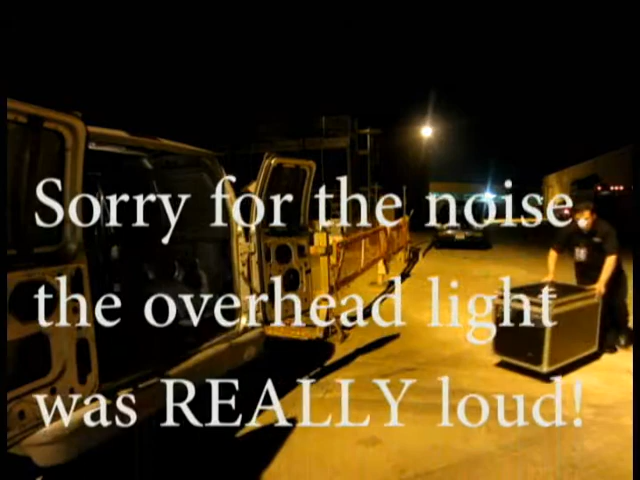 Sorry for the noise
the overhead light
was REALLY loud!